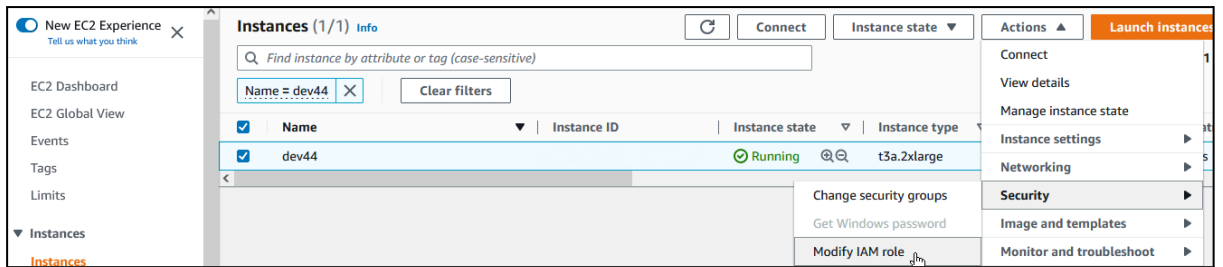 New EC2 Experience
Tell us what you think
EC2 Dashboard
EC2 Global View
Events
Tags
Limits
Instances
Instances
Instances (1/1) Info
Connect
Instance state
Actions
Launch instances
Find instance by attribute or tag (case-sensitive)
1
Name = dev44
Clear filters
Name
Instance ID
Instance state
Instance type
dev44
Running
t3a.2xlarge
s
Connect
View details
Manage instance state
Instance settings
Networking
Security
Image and templates
Monitor and troubleshoot
Change security groups
Get Windows password
Modify IAM role